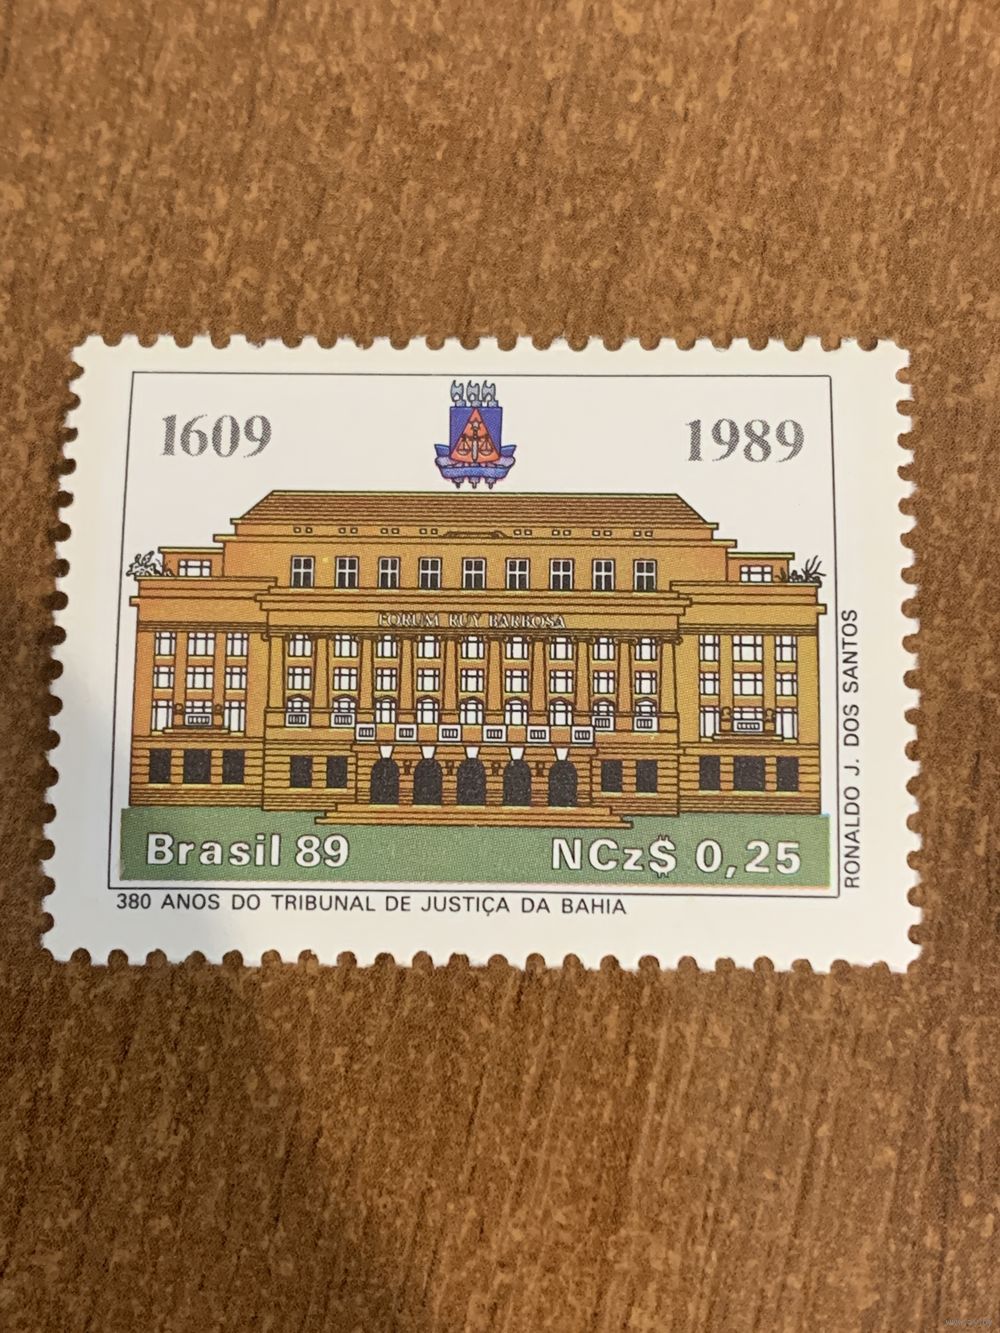 1609
1989
FORUM RUY BARBOSA
Brasil 89
NCz$ 0,25
380 ANOS DO TRIBUNAL DE JUSTIÇA DA BAHIA
RONALDO J. DOS SANTOS